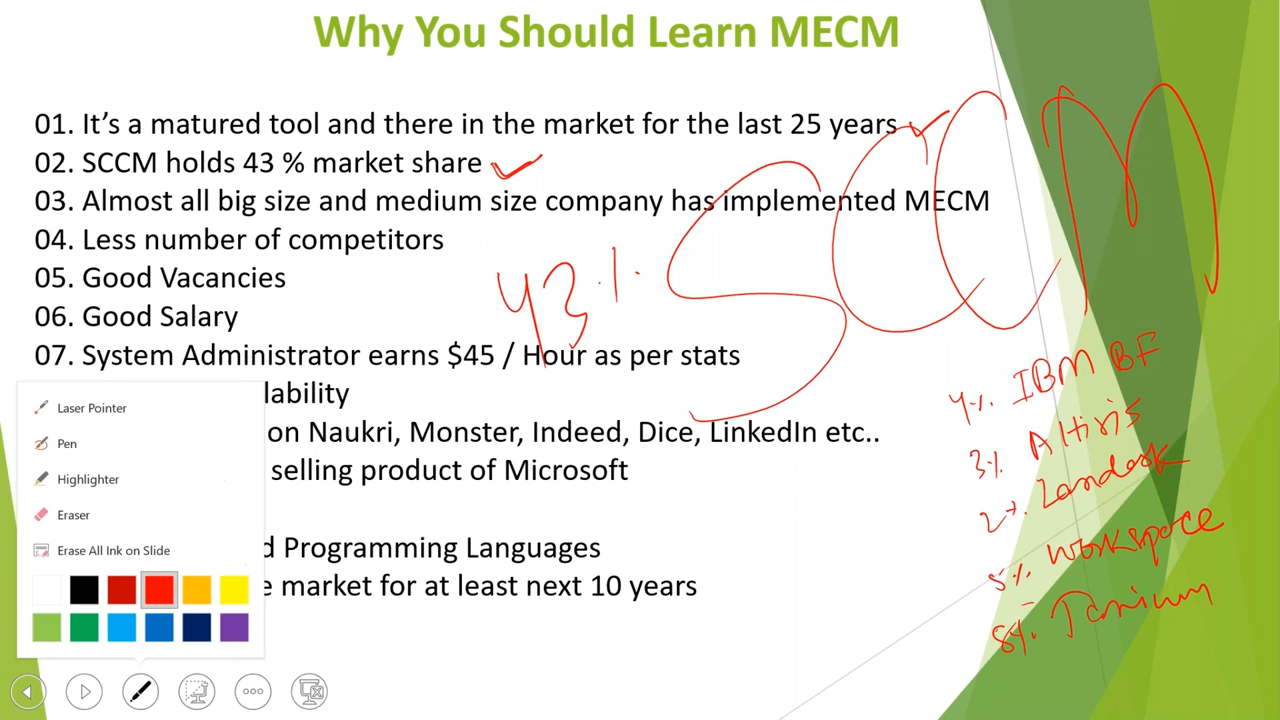 Why You Should Learn MECM
01. It’s a matured tool and there in the market for the last 25 years
02. SCCM holds 43 % market share
03. Almost all big size and medium size company has implemented MECM
04. Less number of competitors
05. Good Vacancies
06. Good Salary
07. System Administrator earns $45 / Hour as per stats
lability
on Naukri, Monster, Indeed, Dice, LinkedIn etc..
selling product of Microsoft
d Programming Languages
e market for at least next 10 years
SCCM
43 %
4% IBM BF
3% Altiris
2% Landesk
5% Workspace
8% Tanium
Laser Pointer
Pen
Highlighter
Eraser
Erase All Ink on Slide